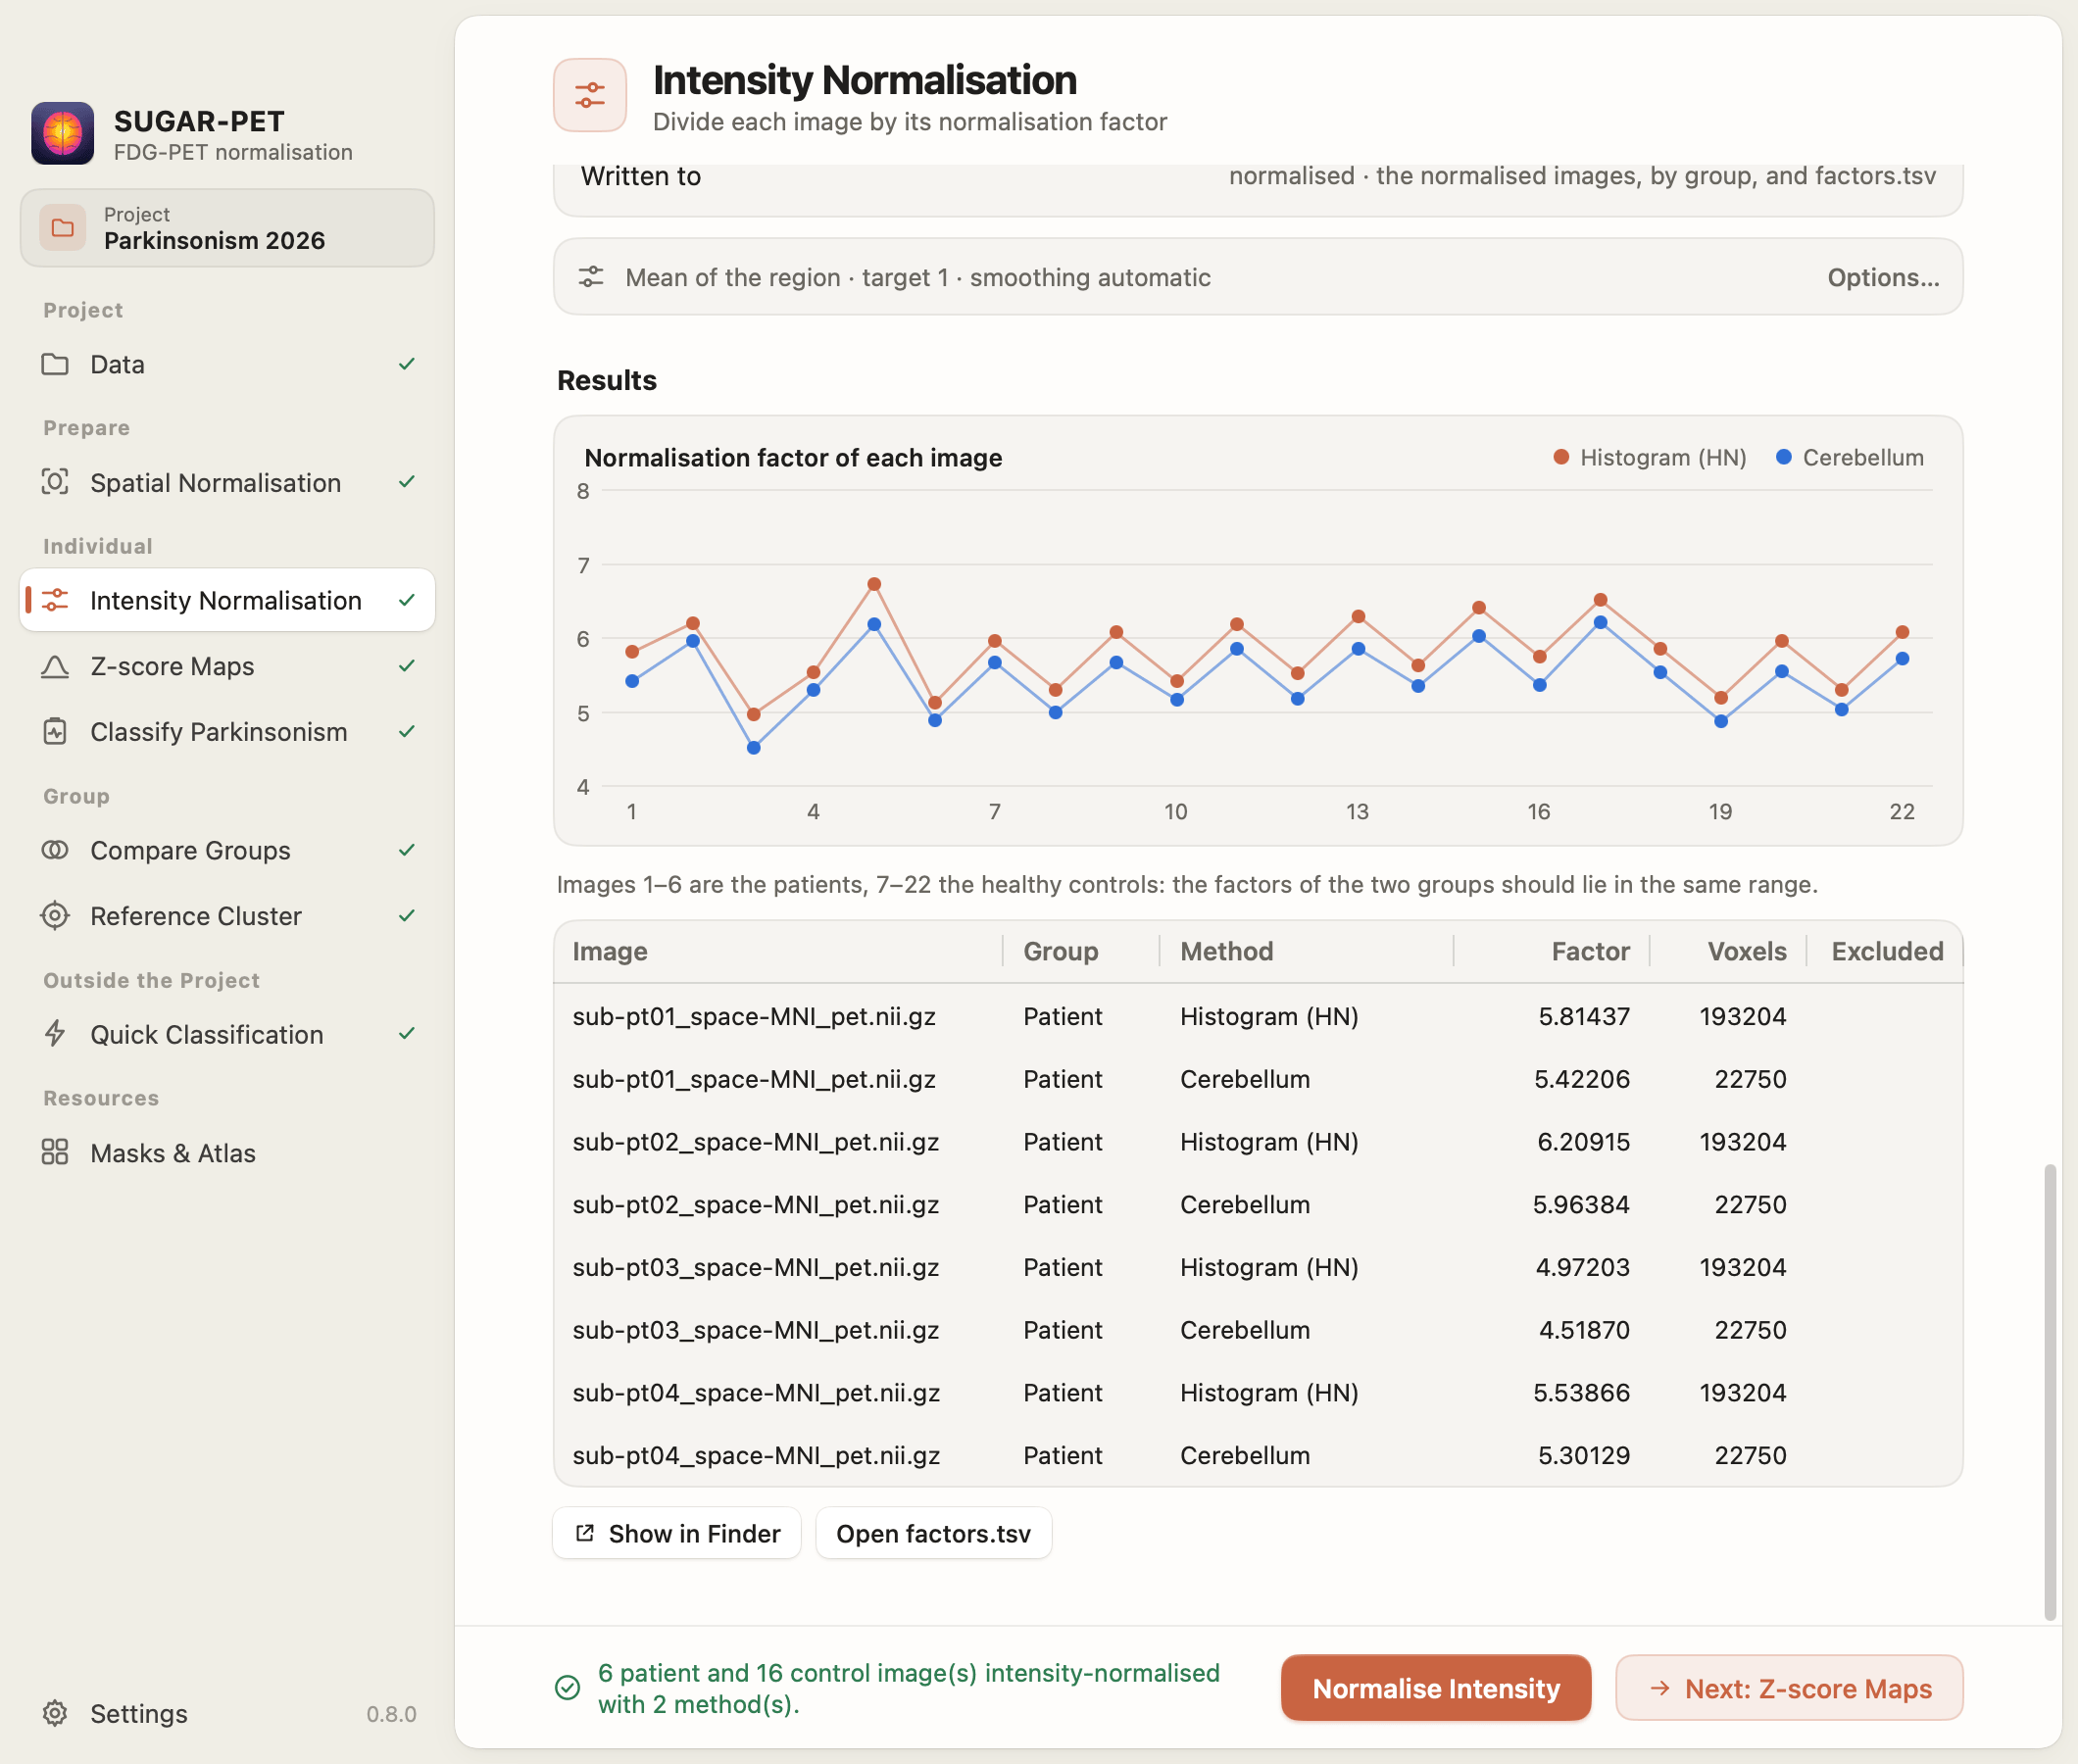 SUGAR-PET
FDG-PET normalisation
Project
Parkinsonism 2026
Project
Data
Prepare
Spatial Normalisation
Individual
Intensity Normalisation
Z-score Maps
Classify Parkinsonism
Group
Compare Groups
Reference Cluster
Outside the Project
Quick Classification
Resources
Masks & Atlas
Settings 0.8.0
Intensity Normalisation
Divide each image by its normalisation factor
Written to normalised · the normalised images, by group, and factors.tsv
Mean of the region · target 1 · smoothing automatic Options...
Results
Normalisation factor of each image Histogram (HN) Cerebellum
8
7
6
5
4
1 4 7 10 13 16 19 22
Images 1–6 are the patients, 7–22 the healthy controls: the factors of the two groups should lie in the same range.
Image Group Method Factor Voxels Excluded
sub-pt01_space-MNI_pet.nii.gz Patient Histogram (HN) 5.81437 193204
sub-pt01_space-MNI_pet.nii.gz Patient Cerebellum 5.42206 22750
sub-pt02_space-MNI_pet.nii.gz Patient Histogram (HN) 6.20915 193204
sub-pt02_space-MNI_pet.nii.gz Patient Cerebellum 5.96384 22750
sub-pt03_space-MNI_pet.nii.gz Patient Histogram (HN) 4.97203 193204
sub-pt03_space-MNI_pet.nii.gz Patient Cerebellum 4.51870 22750
sub-pt04_space-MNI_pet.nii.gz Patient Histogram (HN) 5.53866 193204
sub-pt04_space-MNI_pet.nii.gz Patient Cerebellum 5.30129 22750
Show in Finder Open factors.tsv
6 patient and 16 control image(s) intensity-normalised
with 2 method(s).
Normalise Intensity
→ Next: Z-score Maps